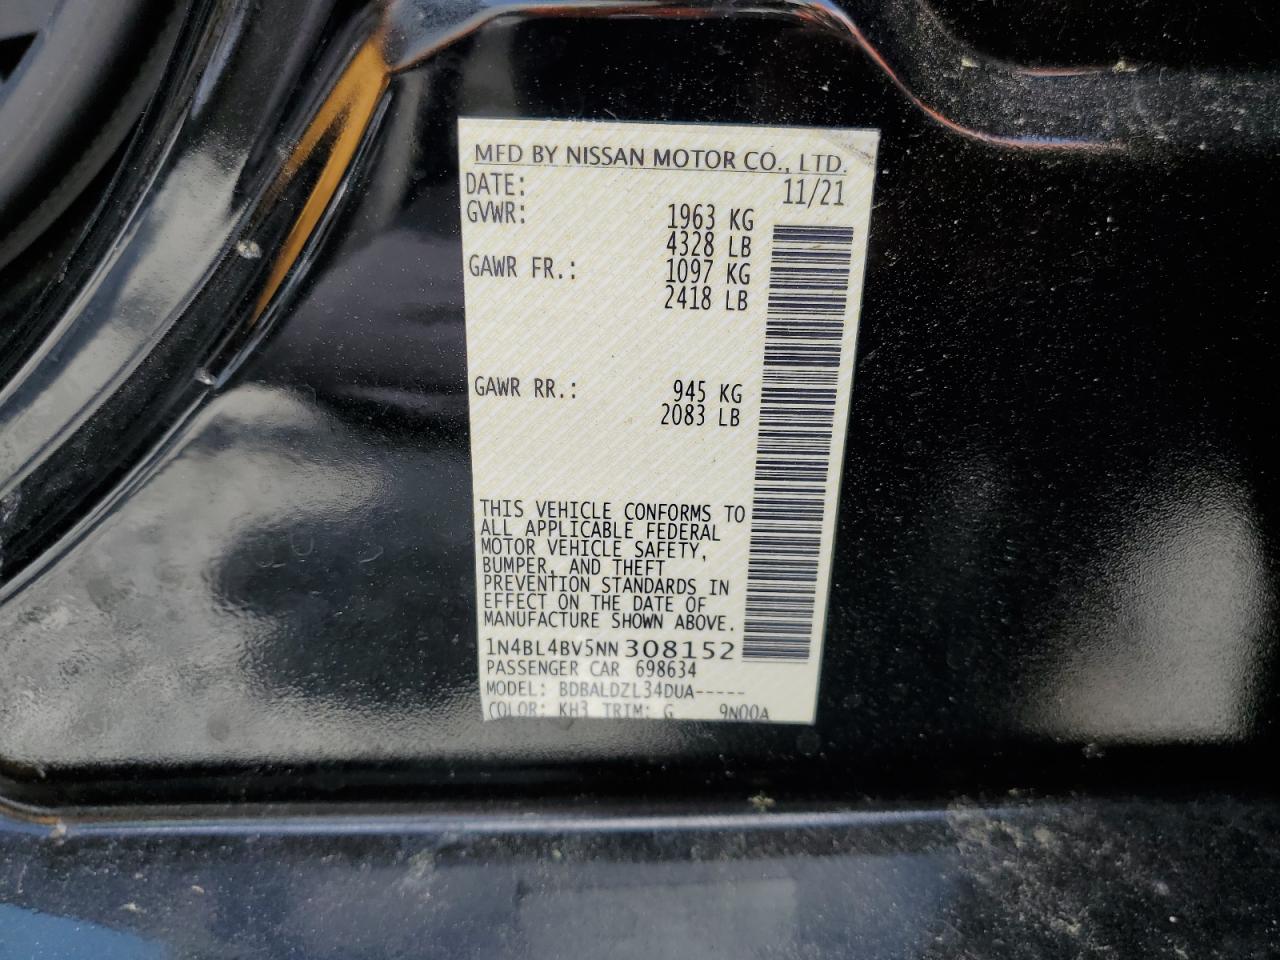 MFD BY NISSAN MOTOR CO., LTD.
DATE: 11/21
GVWR: 1963 KG
4328 LB
GAWR FR.: 1097 KG
2418 LB
GAWR RR.: 945 KG
2083 LB
THIS VEHICLE CONFORMS TO
ALL APPLICABLE FEDERAL
MOTOR VEHICLE SAFETY,
BUMPER, AND THEFT
PREVENTION STANDARDS IN
EFFECT ON THE DATE OF
MANUFACTURE SHOWN ABOVE.
1N4BL4BV5NN308152
PASSENGER CAR 698634
MODEL: BDBALDZL34DUA-----
COLOR: KH3 TRIM: G 9N00A